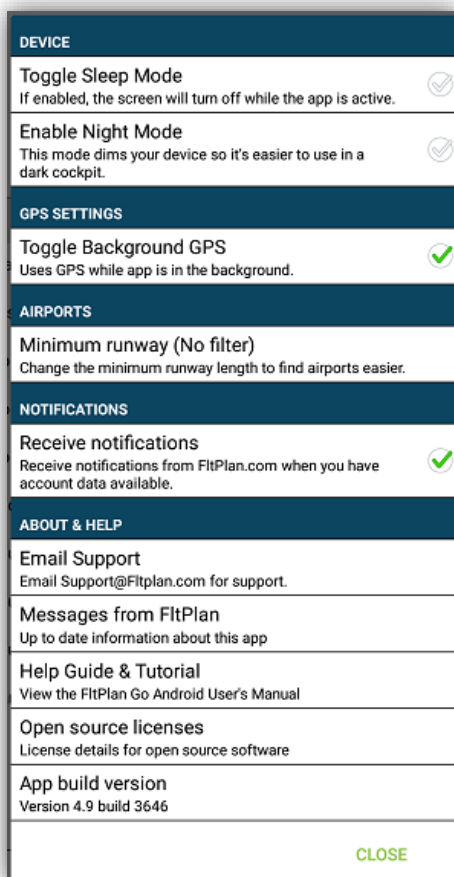 DEVICE
Toggle Sleep Mode
If enabled, the screen will turn off while the app is active.
Enable Night Mode
This mode dims your device so it's easier to use in a
dark cockpit.
GPS SETTINGS
Toggle Background GPS
Uses GPS while app is in the background.
AIRPORTS
Minimum runway (No filter)
Change the minimum runway length to find airports easier.
NOTIFICATIONS
Receive notifications
Receive notifications from FltPlan.com when you have
account data available.
ABOUT & HELP
Email Support
Email Support@Fltplan.com for support.
Messages from FltPlan
Up to date information about this app
Help Guide & Tutorial
View the FltPlan Go Android User's Manual
Open source licenses
License details for open source software
App build version
Version 4.9 build 3646
CLOSE